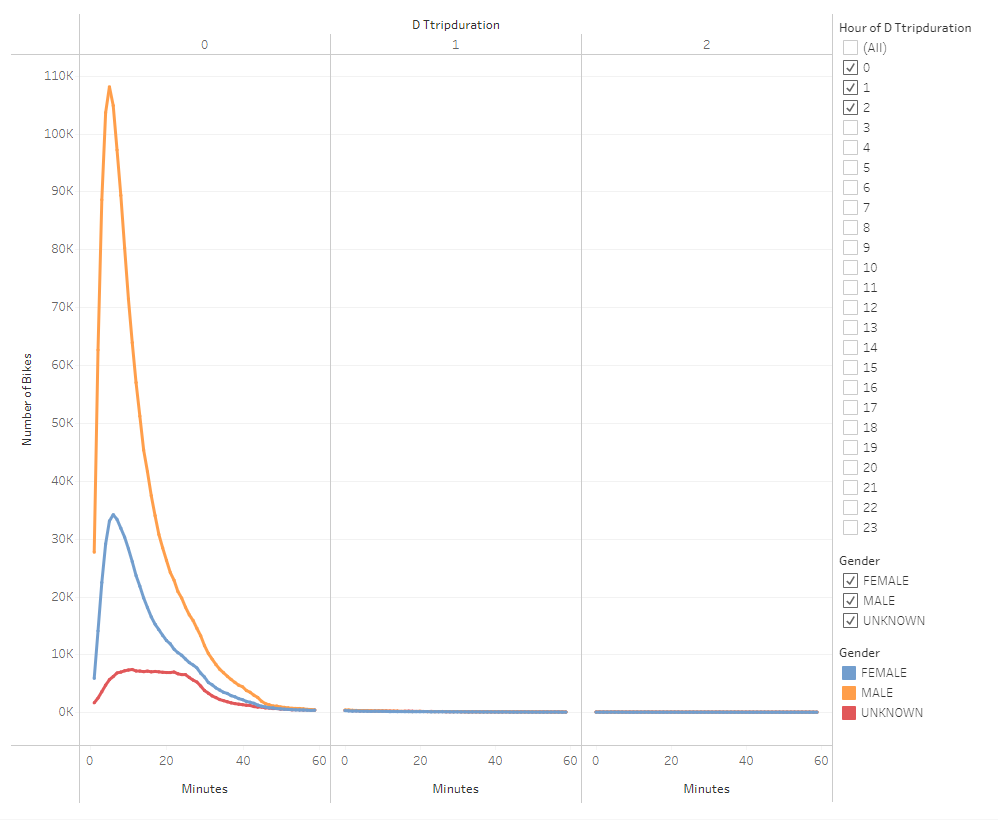 D Ttripduration
0 1 2
110K
100K
90K
80K
70K
60K
50K
40K
30K
20K
10K
0K
Number of Bikes
0 20 40 60 0 20 40 60 0 20 40 60
Minutes Minutes Minutes
Hour of D Ttripduration
(All)
0
1
2
3
4
5
6
7
8
9
10
11
12
13
14
15
16
17
18
19
20
21
22
23
Gender
FEMALE
MALE
UNKNOWN
Gender
FEMALE
MALE
UNKNOWN